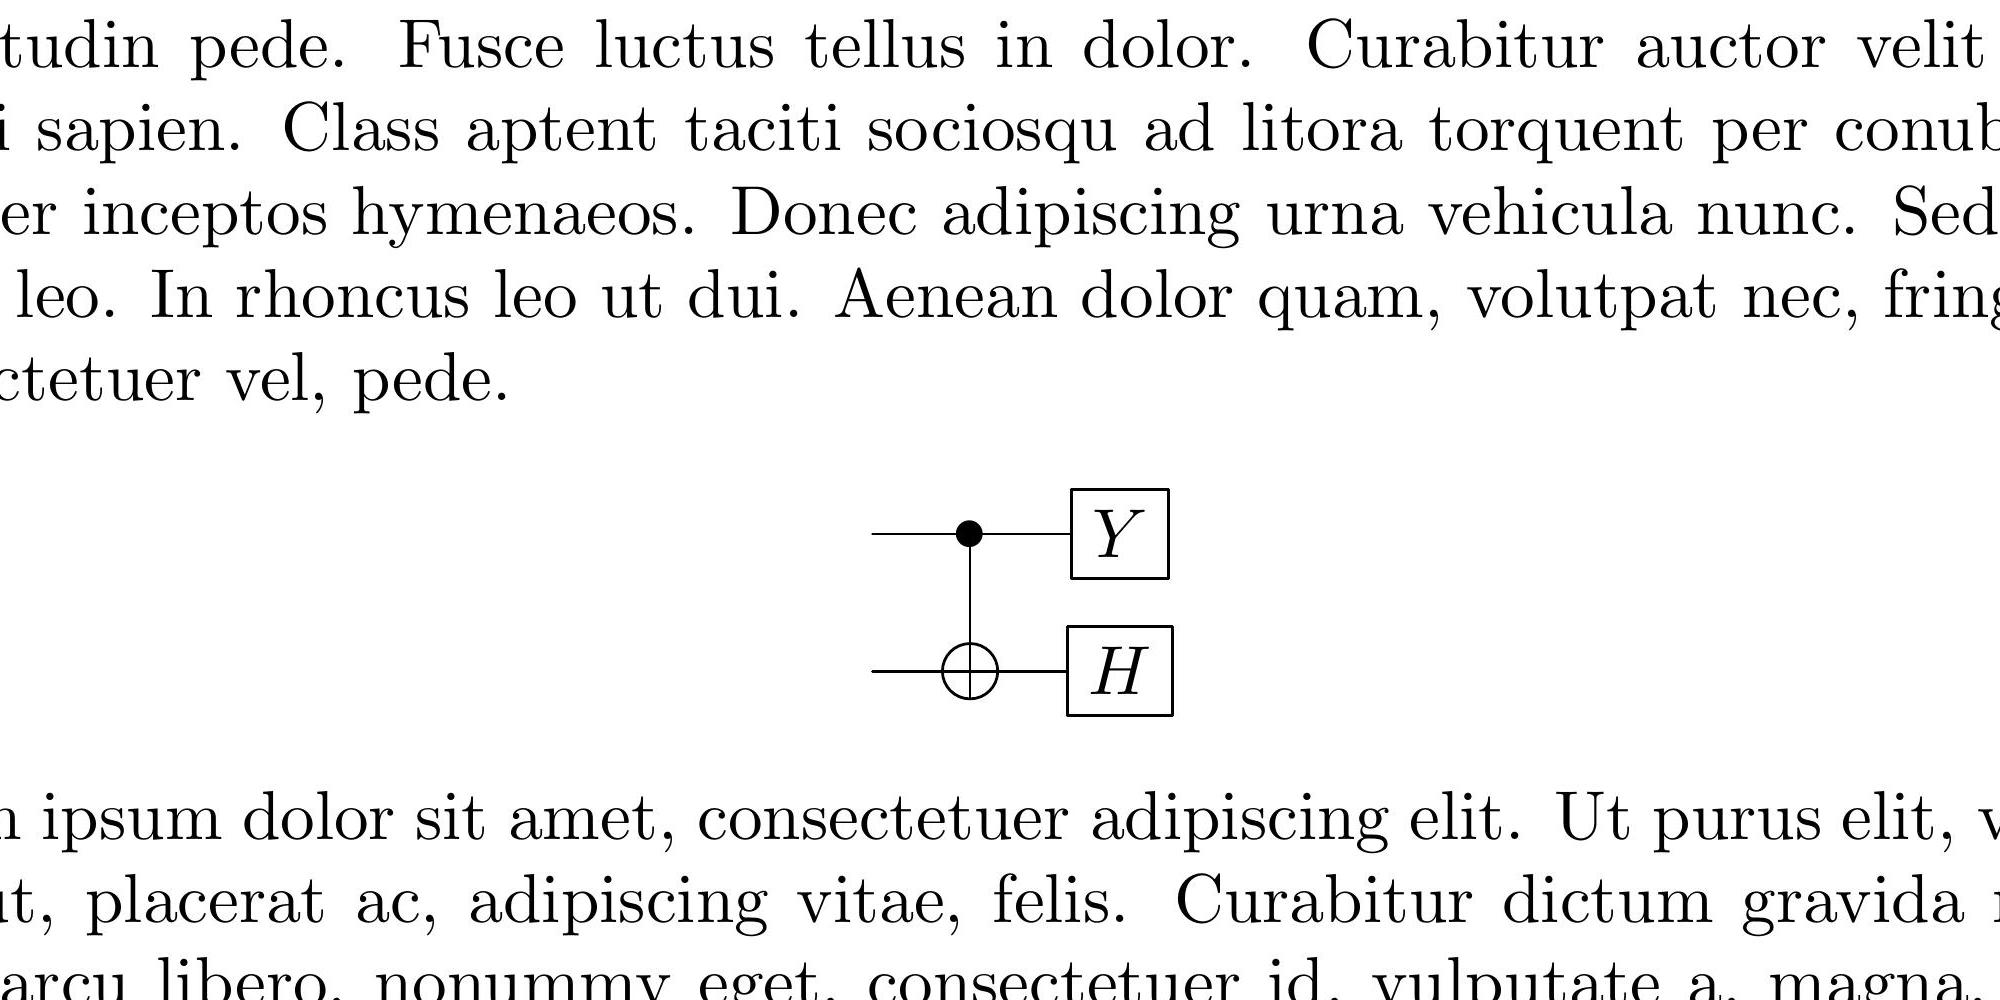 tudin pede. Fusce luctus tellus in dolor. Curabitur auctor velit
i sapien. Class aptent taciti sociosqu ad litora torquent per conub
er inceptos hymenaeos. Donec adipiscing urna vehicula nunc. Sed
leo. In rhoncus leo ut dui. Aenean dolor quam, volutpat nec, fring
ctetuer vel, pede.
Y
H
ipsum dolor sit amet, consectetuer adipiscing elit. Ut purus elit, v
ut, placerat ac, adipiscing vitae, felis. Curabitur dictum gravida
arcu libero, nonummy eget, consectetuer id, vulputate a, magna.